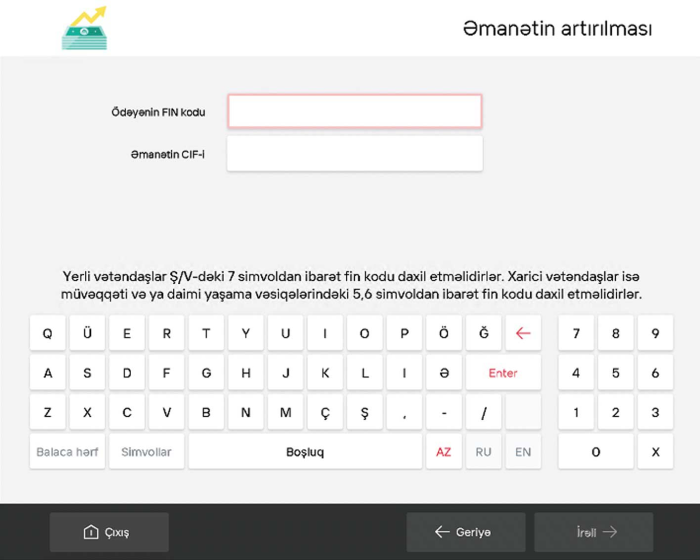 Əmanətin artırılması
Ödəyənin FIN kodu
Əmanətin CIF-i
Yerli vətəndaşlar Ş/V-dəki 7 simvoldan ibarət fin kodu daxil etməlidirlər. Xarici vətəndaşlar isə
müvəqqəti və ya daimi yaşama vəsiqələrindəki 5,6 simvoldan ibarət fin kodu daxil etməlidirlər.
Q Ü E R T Y U I O P Ö Ğ ← 7 8 9
A S D F G H J K L I Ə Enter 4 5 6
Z X C V B N M Ç Ş , - / 1 2 3
Balaca hərf Simvollar Boşluq AZ RU EN 0 X
Çıxış ← Geriyə İrəli →